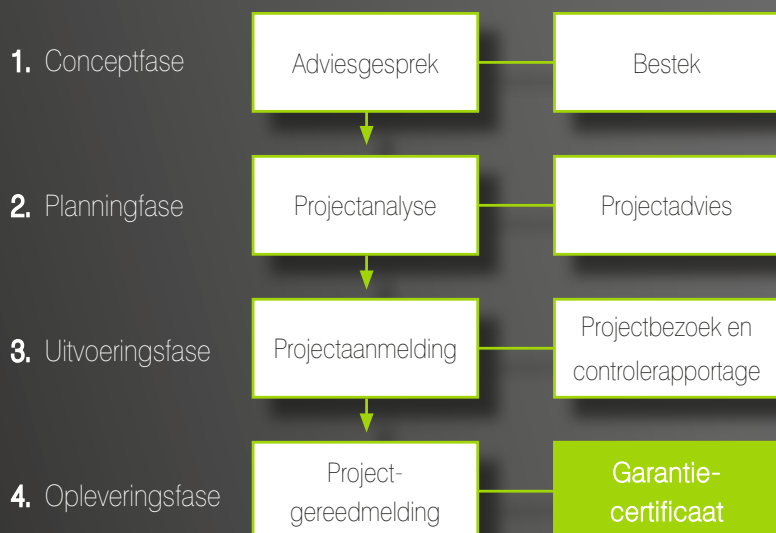 1. Conceptfase
Adviesgesprek
Bestek
2. Planningfase
Projectanalyse
Projectadvies
3. Uitvoeringsfase
Projectaanmelding
Projectbezoek en
controlerapportage
4. Opleveringsfase
Project-
gereedmelding
Garantie-
certificaat